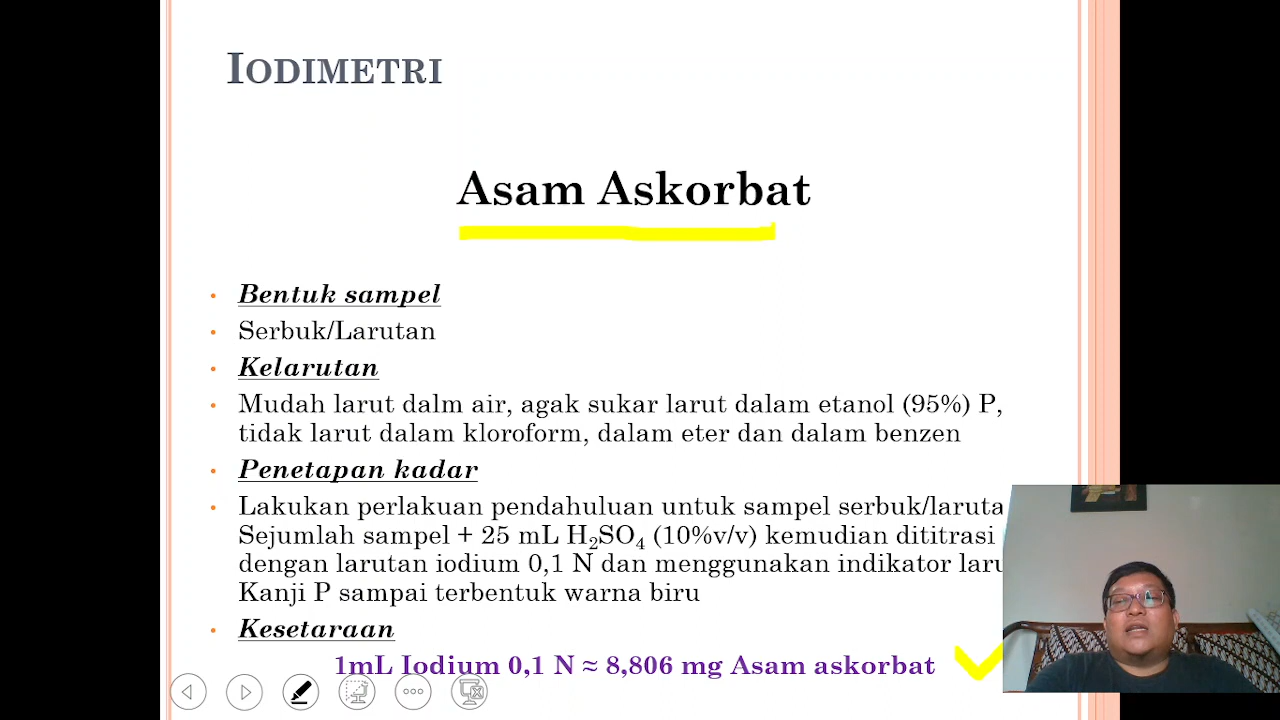 IODIMETRI
Asam Askorbat
• Bentuk sampel
• Serbuk/Larutan
• Kelarutan
• Mudah larut dalm air, agak sukar larut dalam etanol (95%) P,
tidak larut dalam kloroform, dalam eter dan dalam benzen
• Penetapan kadar
• Lakukan perlakuan pendahuluan untuk sampel serbuk/laruta
Sejumlah sampel + 25 mL H₂SO₄ (10%v/v) kemudian dititrasi
dengan larutan iodium 0,1 N dan menggunakan indikator laru
Kanji P sampai terbentuk warna biru
• Kesetaraan
1mL Iodium 0,1 N ≈ 8,806 mg Asam askorbat